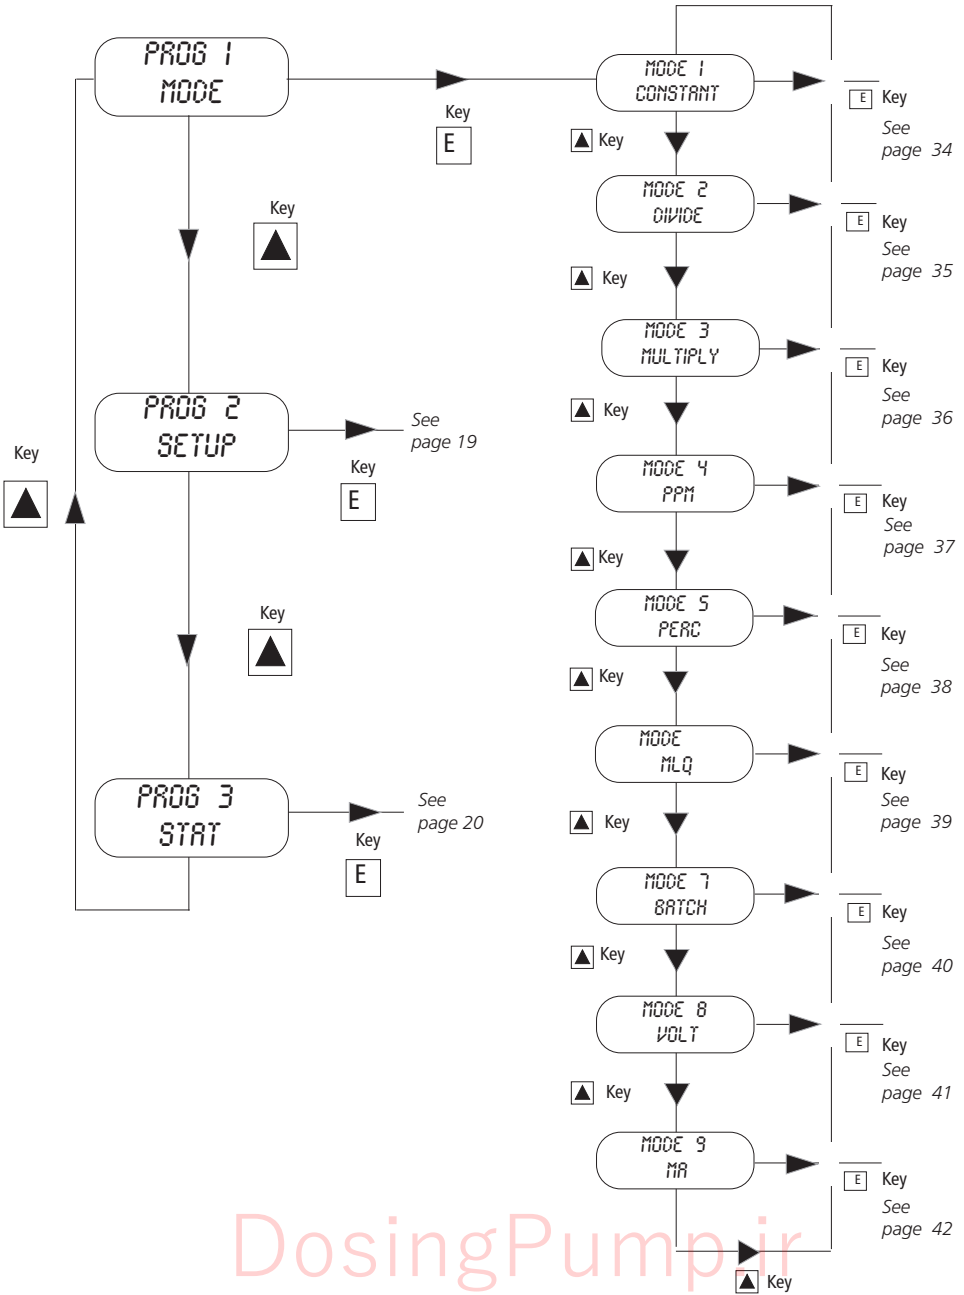 PROG 1
MODE
Key
E
Key
PROG 2
SETUP
See
page 19
Key
E
Key
Key
PROG 3
STAT
See
page 20
Key
E
MODE 1
CONSTANT
E Key
See
page 34
Key
MODE 2
DIVIDE
E Key
See
page 35
Key
MODE 3
MULTIPLY
E Key
See
page 36
Key
MODE 4
PPM
E Key
See
page 37
Key
MODE 5
PERC
E Key
See
page 38
Key
MODE
MLQ
E Key
See
page 39
Key
MODE 7
BATCH
E Key
See
page 40
Key
MODE 8
VOLT
E Key
See
page 41
Key
MODE 9
MA
E Key
See
page 42
Key
DosingPump.ir